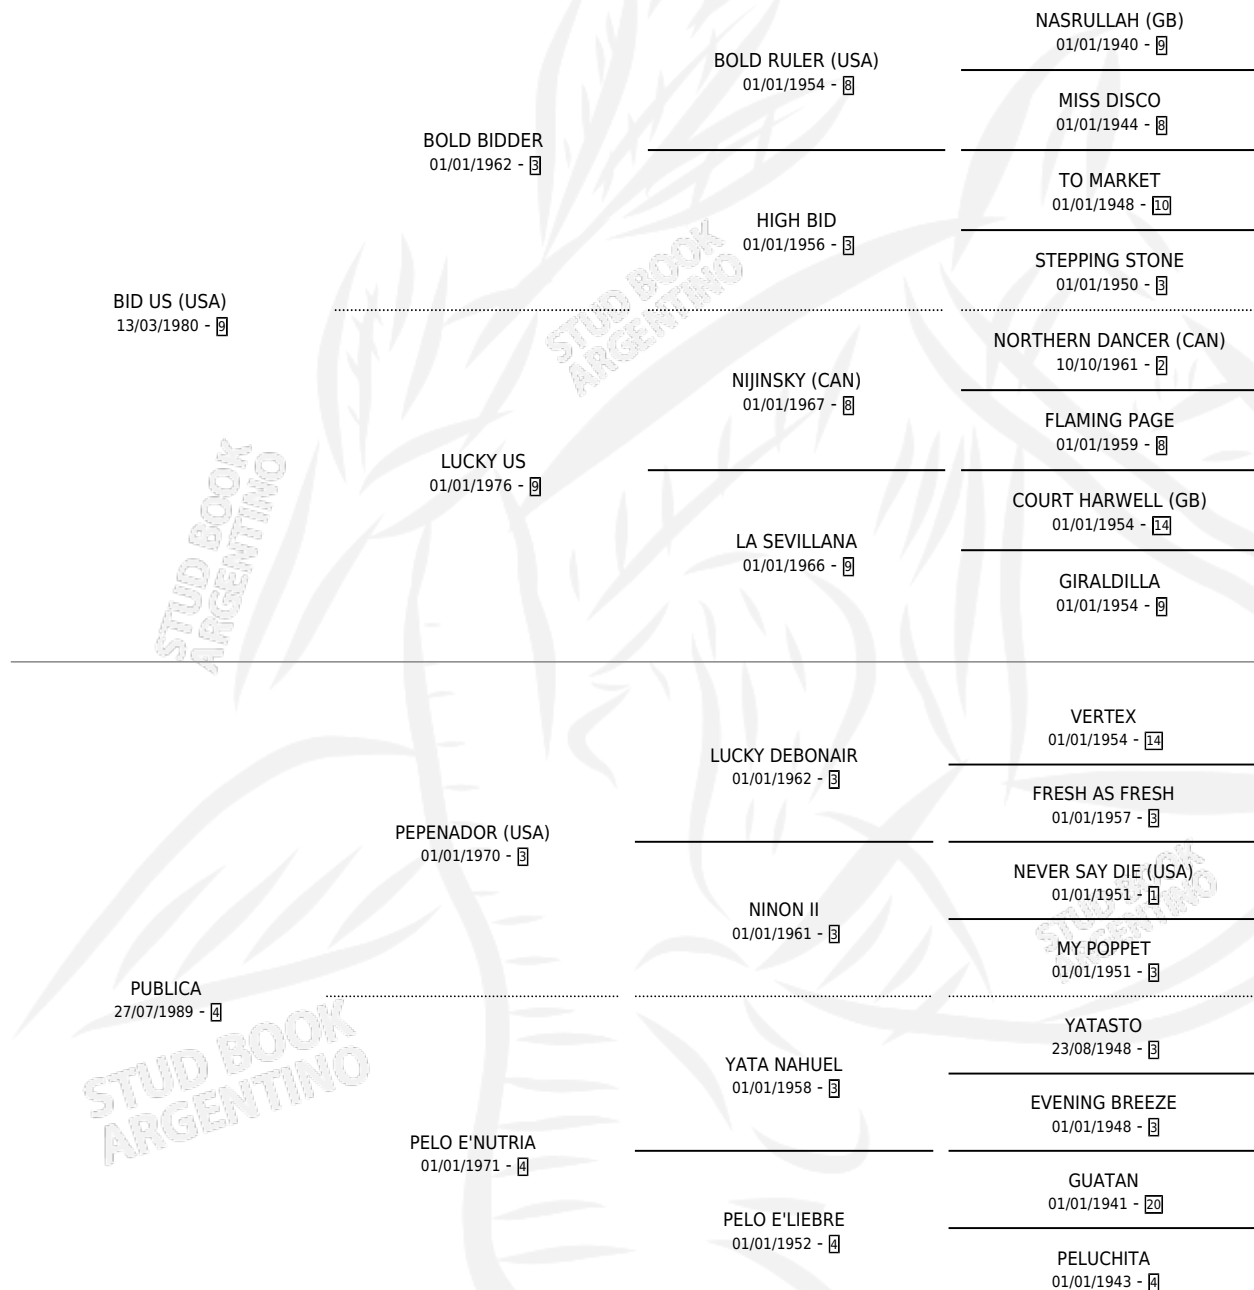 NASRULLAH (GB)
01/01/1940 - 9
BOLD RULER (USA)
01/01/1954 - 8
MISS DISCO
01/01/1944 - 8
BOLD BIDDER
01/01/1962 - 3
TO MARKET
01/01/1948 - 10
HIGH BID
01/01/1956 - 3
STEPPING STONE
01/01/1950 - 3
BID US (USA)
13/03/1980 - 9
NORTHERN DANCER (CAN)
10/10/1961 - 2
NIJINSKY (CAN)
01/01/1967 - 8
FLAMING PAGE
01/01/1959 - 8
LUCKY US
01/01/1976 - 9
COURT HARWELL (GB)
01/01/1954 - 14
LA SEVILLANA
01/01/1966 - 9
GIRALDILLA
01/01/1954 - 9
VERTEX
01/01/1954 - 14
LUCKY DEBONAIR
01/01/1962 - 3
FRESH AS FRESH
01/01/1957 - 3
PEPENADOR (USA)
01/01/1970 - 3
NEVER SAY DIE (USA)
01/01/1951 - 1
NINON II
01/01/1961 - 3
MY POPPET
01/01/1951 - 3
PUBLICA
27/07/1989 - 4
YATASTO
23/08/1948 - 3
YATA NAHUEL
01/01/1958 - 3
EVENING BREEZE
01/01/1948 - 3
PELO E'NUTRIA
01/01/1971 - 4
GUATAN
01/01/1941 - 20
PELO E'LIEBRE
01/01/1952 - 4
PELUCHITA
01/01/1943 - 4
STUD BOOK
ARGENTINO
STUD BOOK
ARGENTINO
STUD BOOK
ARGENTINO
STUD BOOK
ARGENTINO